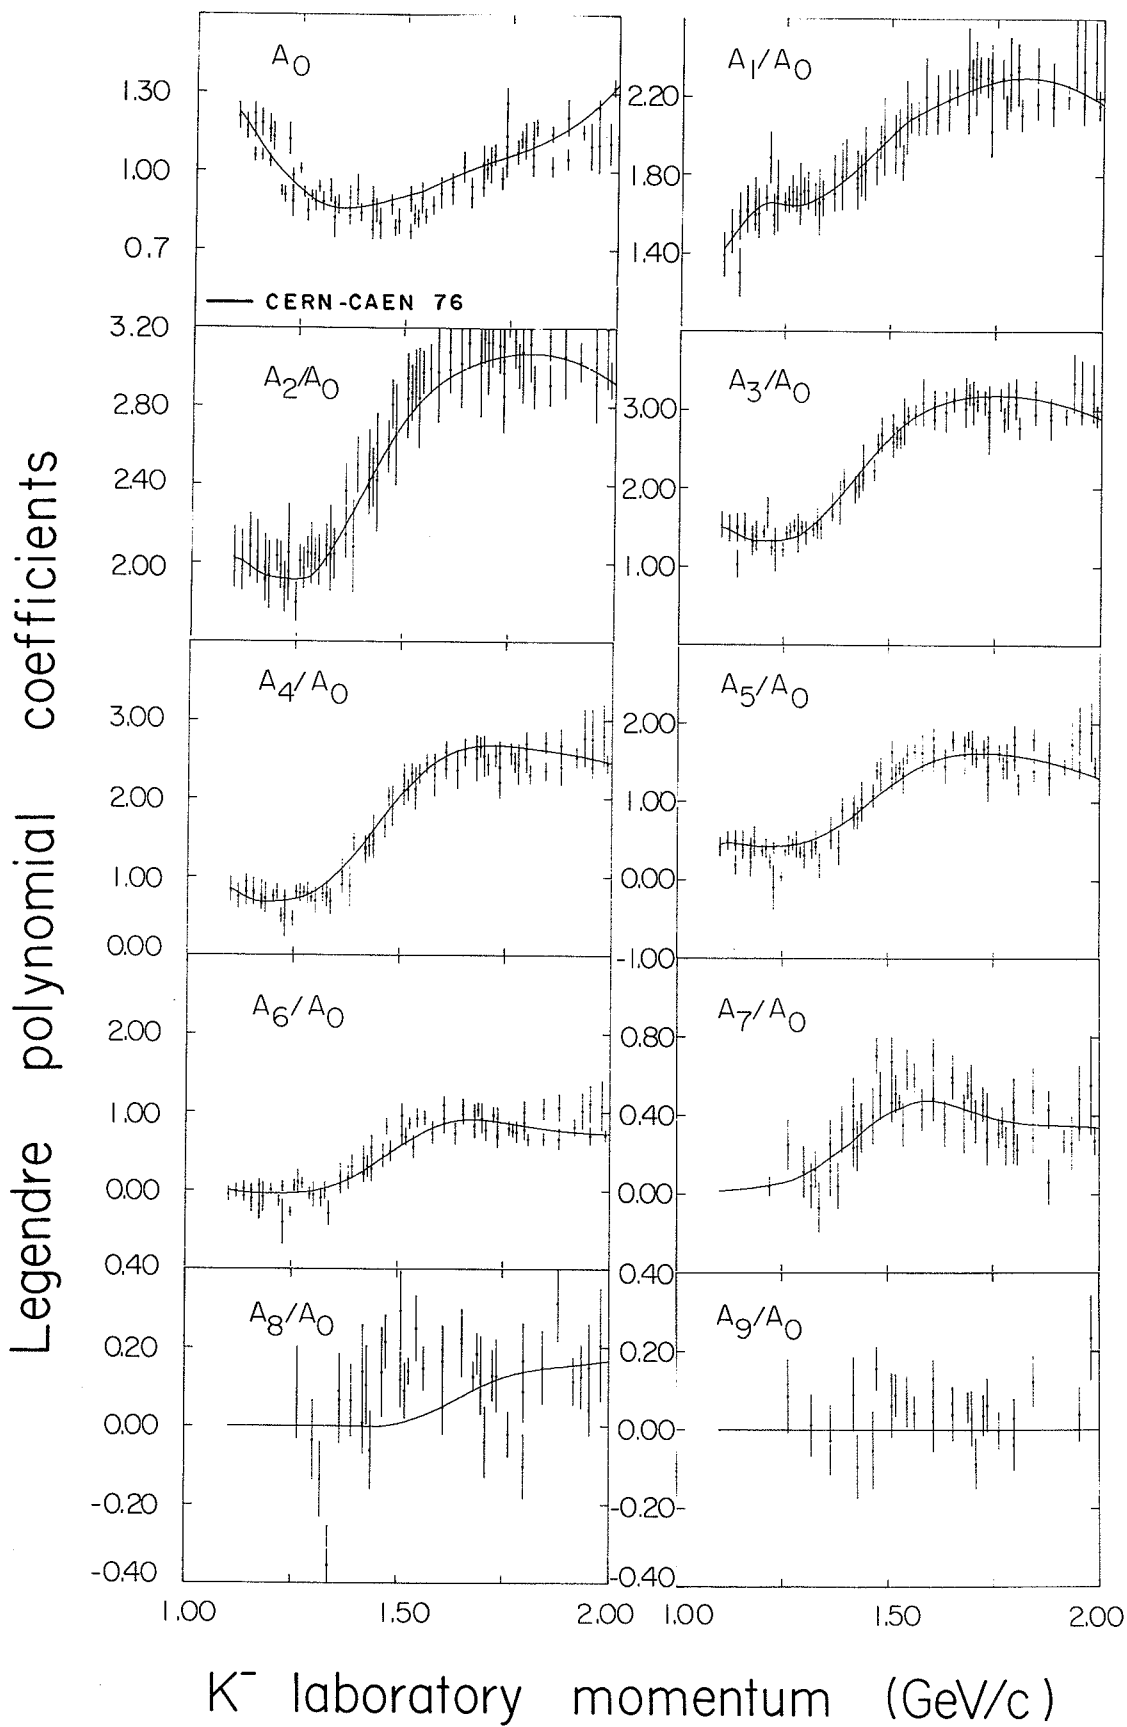 A0
A1/A0
1.30
1.00
0.7
2.20
1.80
1.40
CERN-CAEN 76
A2/A0
A3/A0
3.20
2.80
2.40
2.00
3.00
2.00
1.00
A4/A0
A5/A0
3.00
2.00
1.00
0.00
2.00
1.00
0.00
-1.00
A6/A0
A7/A0
2.00
1.00
0.00
0.80
0.40
0.00
A8/A0
A9/A0
0.40
0.20
0.00
-0.20
-0.40
0.40
0.20
0.00
-0.20
-0.40
1.00 1.50 2.00 1.00 1.50 2.00
Legendre polynomial coefficients
K⁻ laboratory momentum (GeV/c)